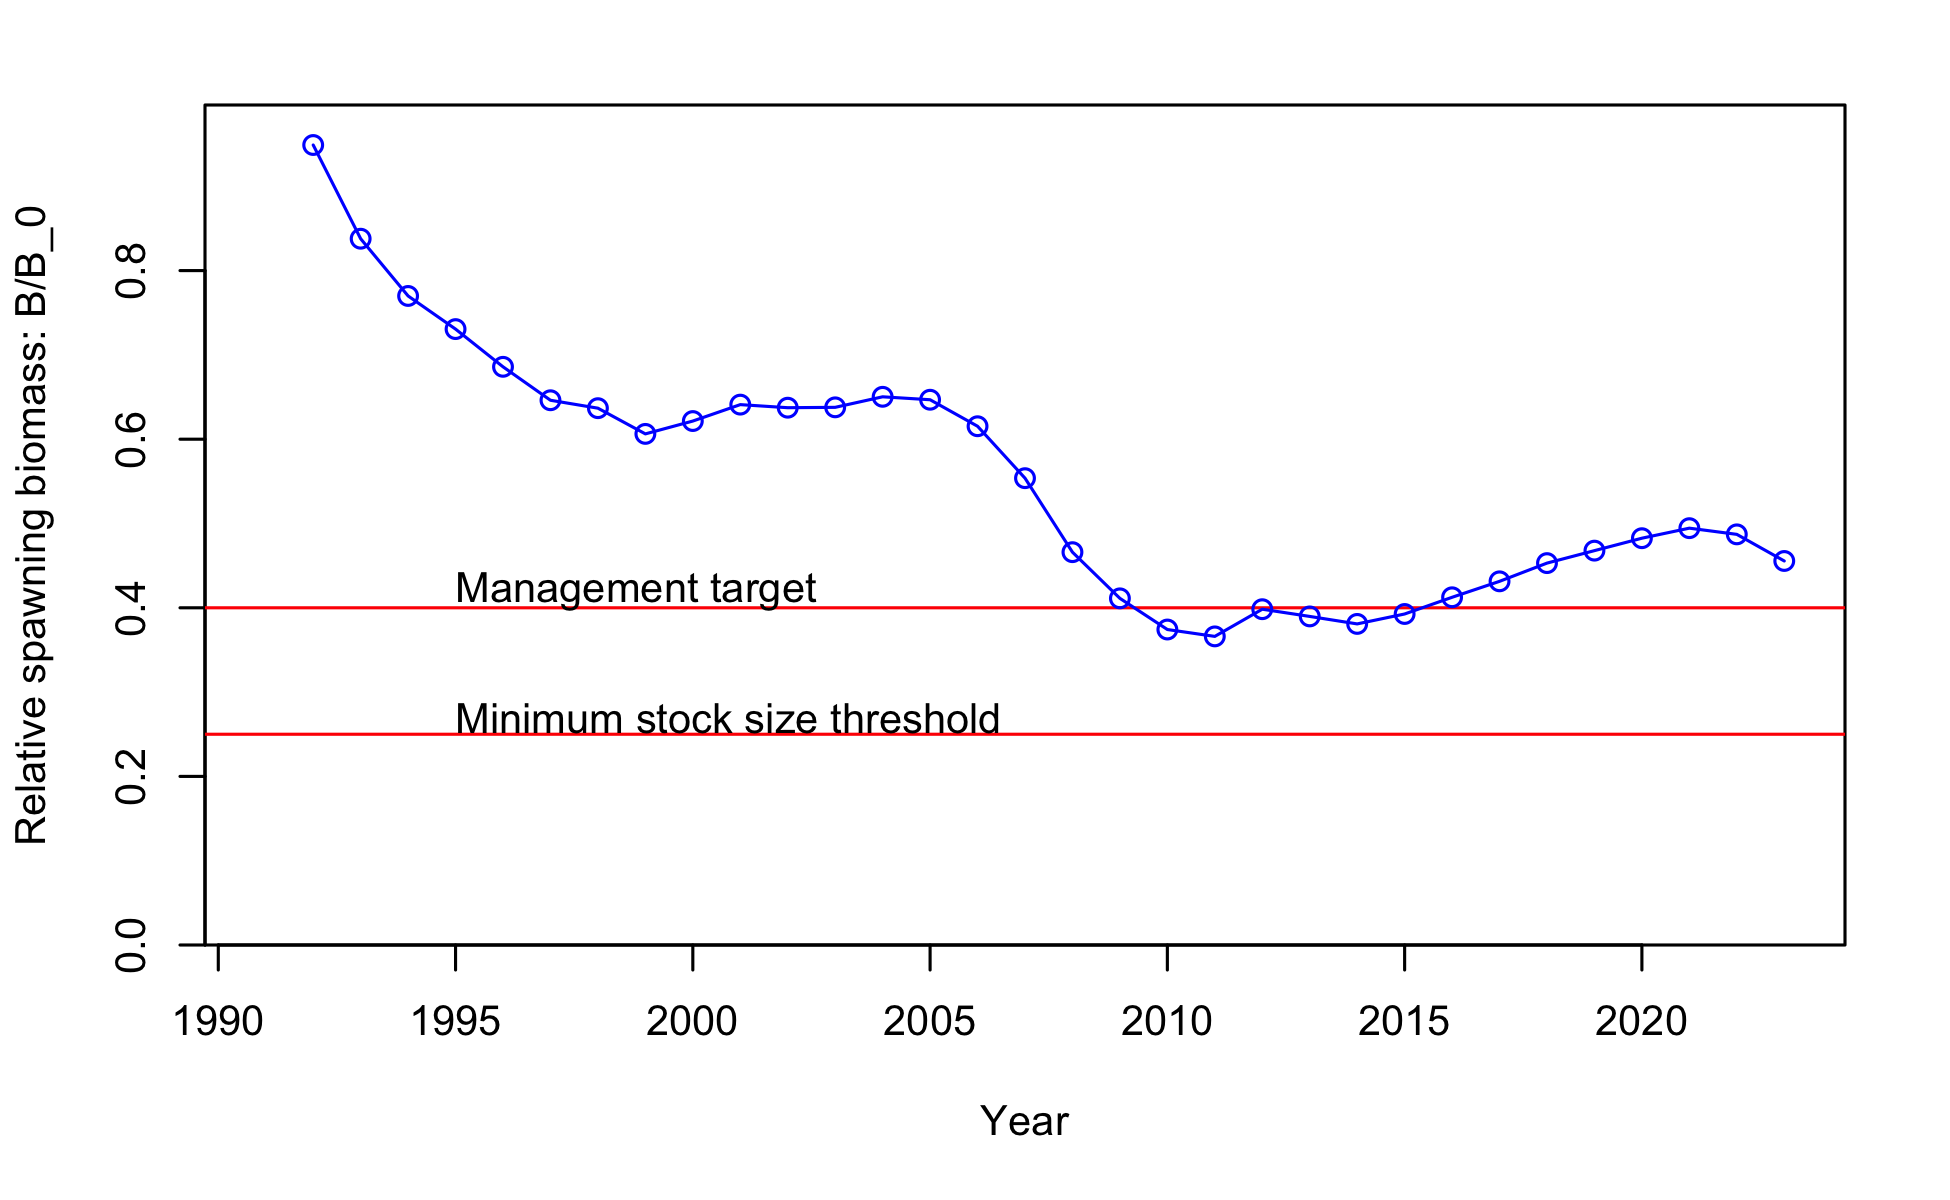 Relative spawning biomass: B/B_0
0.8
0.6
0.4
0.2
0.0
Management target
Minimum stock size threshold
1990 1995 2000 2005 2010 2015 2020
Year